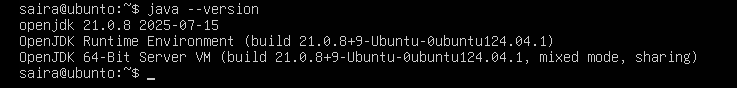 saira@ubunto:~$ java --version
openjdk 21.0.8 2025-07-15
OpenJDK Runtime Environment (build 21.0.8+9-Ubuntu-0ubuntu124.04.1)
OpenJDK 64-Bit Server VM (build 21.0.8+9-Ubuntu-0ubuntu124.04.1, mixed mode, sharing)
saira@ubunto:~$ _